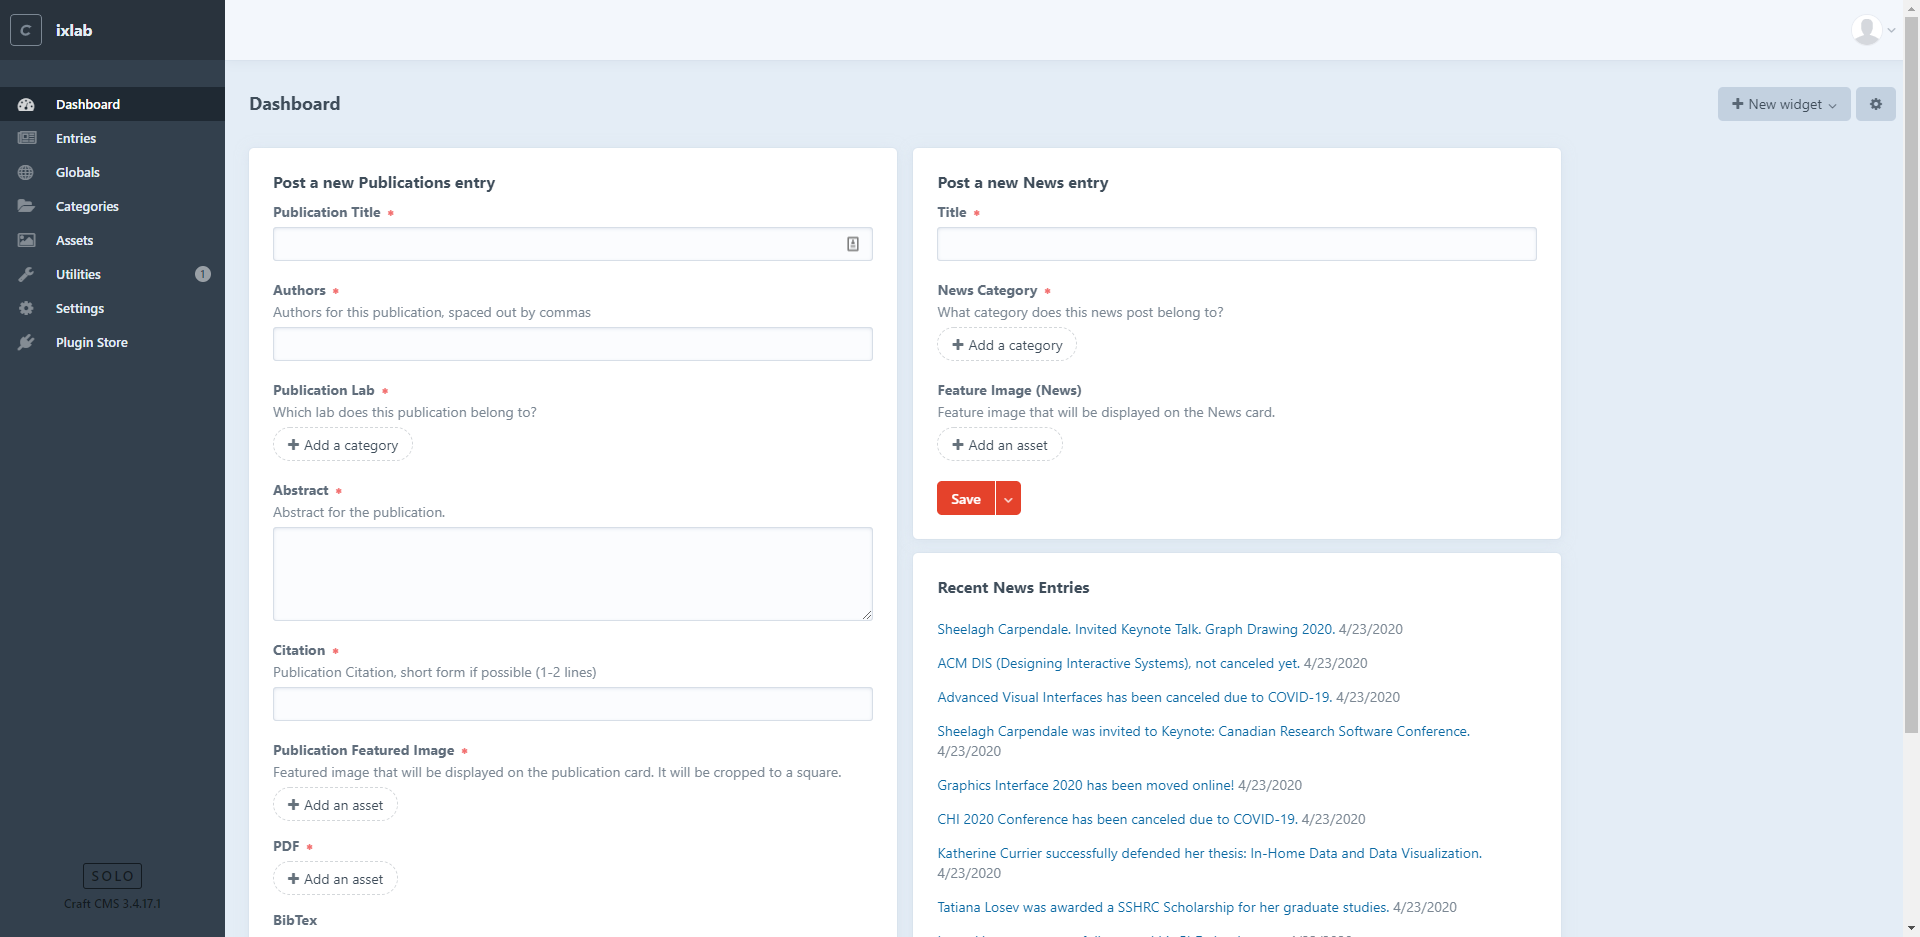 C
ixlab
Dashboard
Entries
Globals
Categories
Assets
Utilities 1
Settings
Plugin Store
SOLO
Craft CMS 3.4.17.1
Dashboard
New widget
Post a new Publications entry
Publication Title *
Authors *
Authors for this publication, spaced out by commas
Publication Lab *
Which lab does this publication belong to?
+ Add a category
Abstract *
Abstract for the publication.
Citation *
Publication Citation, short form if possible (1-2 lines)
Publication Featured Image *
Featured image that will be displayed on the publication card. It will be cropped to a square.
+ Add an asset
PDF *
+ Add an asset
BibTex
Post a new News entry
Title *
News Category *
What category does this news post belong to?
+ Add a category
Feature Image (News)
Feature image that will be displayed on the News card.
+ Add an asset
Save
Recent News Entries
Sheelagh Carpendale. Invited Keynote Talk. Graph Drawing 2020. 4/23/2020
ACM DIS (Designing Interactive Systems), not canceled yet. 4/23/2020
Advanced Visual Interfaces has been canceled due to COVID-19. 4/23/2020
Sheelagh Carpendale was invited to Keynote: Canadian Research Software Conference.
4/23/2020
Graphics Interface 2020 has been moved online! 4/23/2020
CHI 2020 Conference has been canceled due to COVID-19. 4/23/2020
Katherine Currier successfully defended her thesis: In-Home Data and Data Visualization.
4/23/2020
Tatiana Losev was awarded a SSHRC Scholarship for her graduate studies. 4/23/2020